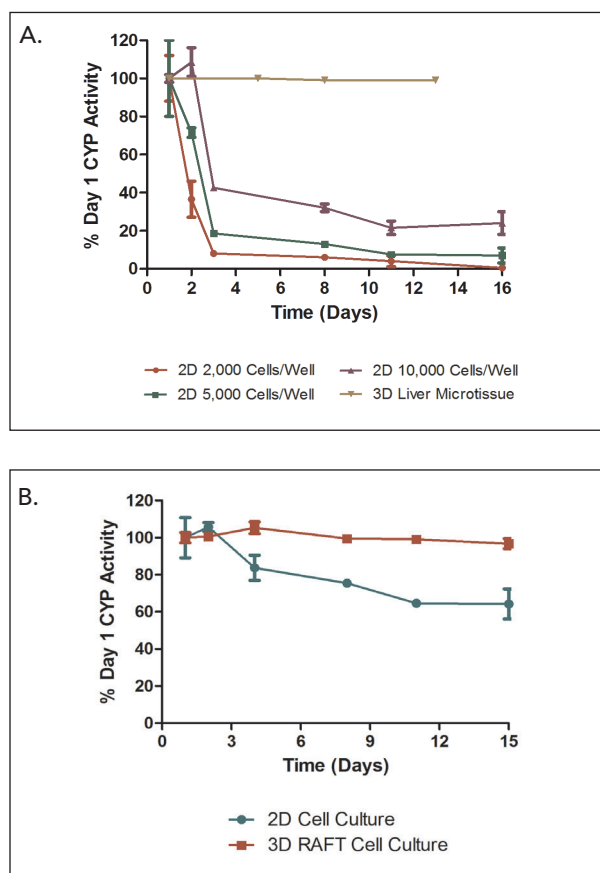 A.
% Day 1 CYP Activity
120
100
80
60
40
20
0
0 2 4 6 8 10 12 14 16
Time (Days)
2D 2,000 Cells/Well 2D 10,000 Cells/Well
2D 5,000 Cells/Well 3D Liver Microtissue
B.
% Day 1 CYP Activity
120
100
80
60
40
20
0
0 3 6 9 12 15
Time (Days)
2D Cell Culture
3D RAFT Cell Culture